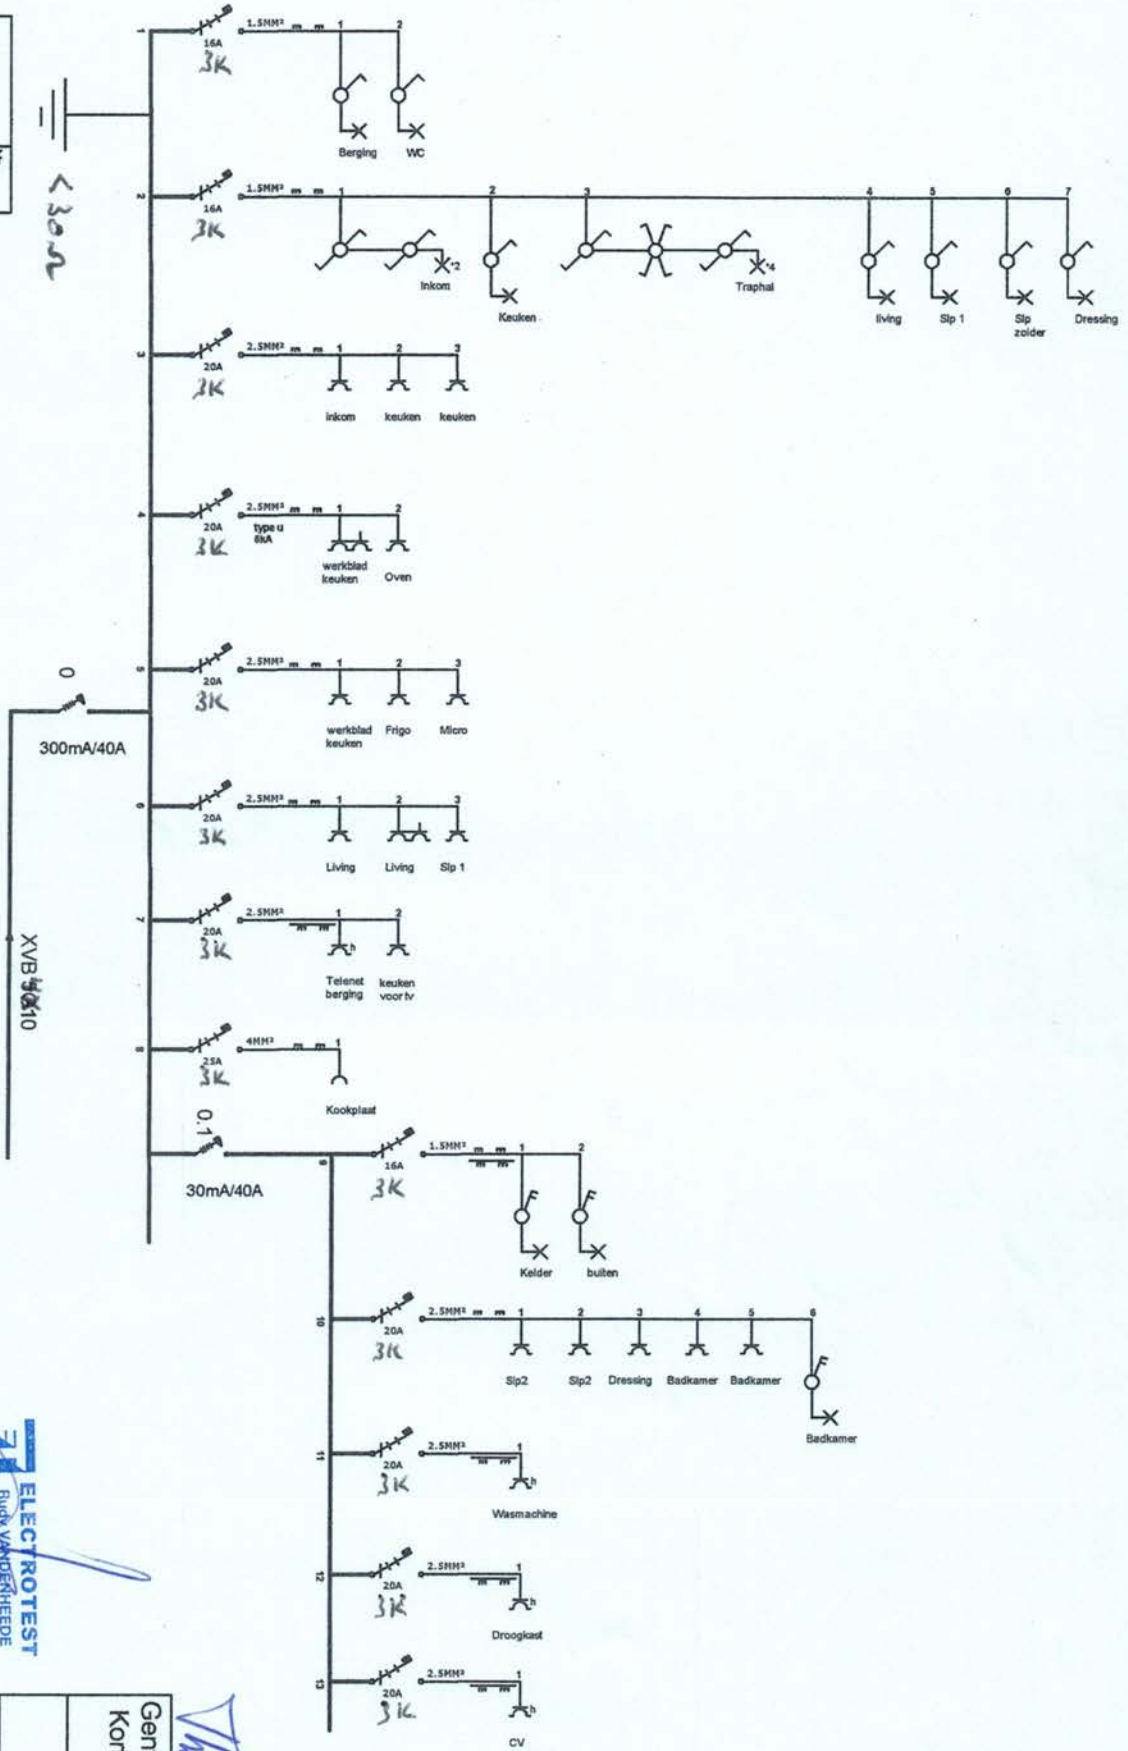 1 16A 3K 1.5MM² m m 1 2
Berging WC
< 30 Ω
2 16A 3K 1.5MM² m m 1 2 3 4 5 6 7
*2 Inkom
Keuken
*4 Traphal
living Slp 1 Slp zolder Dressing
3 20A 3K 2.5MM² m m 1 2 3
inkom keuken keuken
4 20A 3K 2.5MM² m m 1 2
type u
6kA
werkblad keuken Oven
5 20A 3K 2.5MM² m m 1 2 3
werkblad keuken Frigo Micro
0
300mA/40A
6 20A 3K 2.5MM² m m 1 2 3
Living Living Slp 1
7 20A 3K 2.5MM² m m 1 2
h
Telenet berging keuken voor tv
XVB
10
8 25A 3K 4MM² m m 1
Kookplaat
0.1
30mA/40A
9 16A 3K 1.5MM² m m m m 1 2
Kelder buiten
10 20A 3K 2.5MM² m m 1 2 3 4 5 6
Slp2 Slp2 Dressing Badkamer Badkamer
Badkamer
11 20A 3K 2.5MM² m m 1
h
Wasmachine
12 20A 3K 2.5MM² m m 1
h
Droogkast
13 20A 3K 2.5MM² m m 1
h
CV
ELECTROTEST
Rudy VANDENHEEDE
Gen
Kor